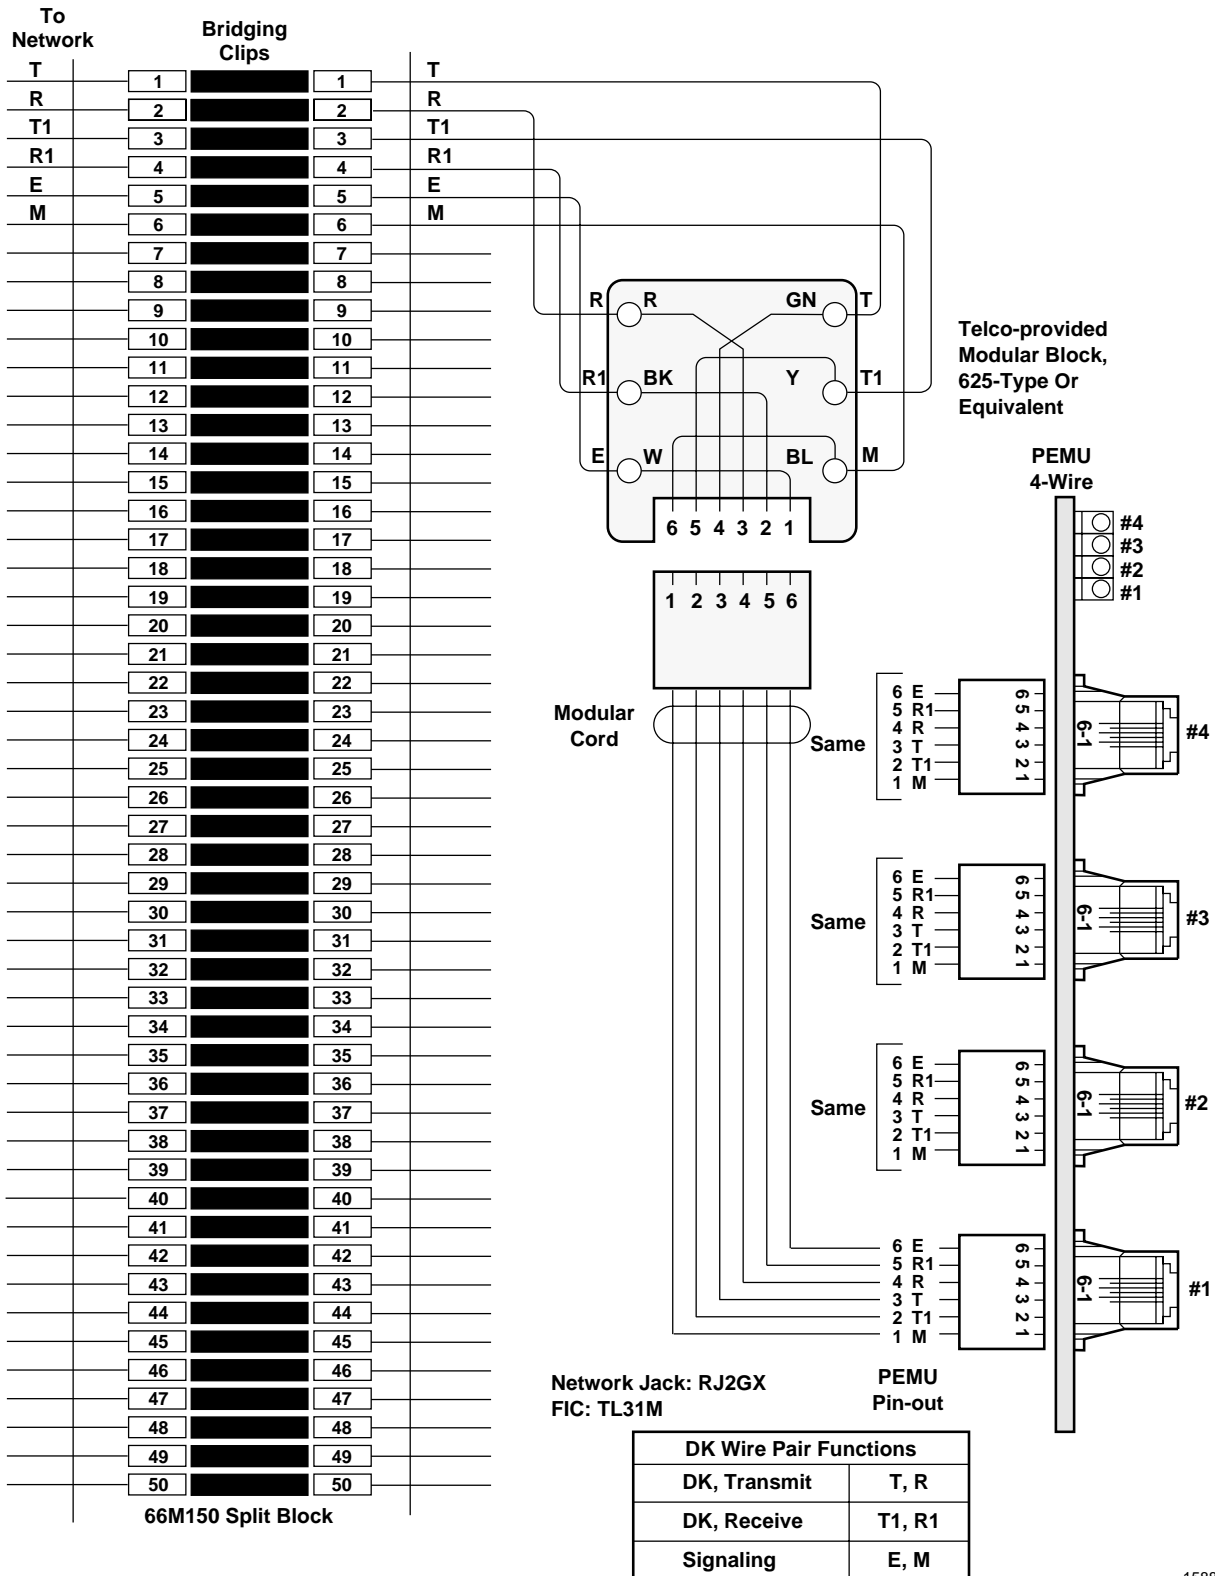 To
Network
Bridging
Clips
T
R
T1
R1
E
M
T
R
T1
R1
E
M
1 1
2 2
3 3
4 4
5 5
6 6
7 7
8 8
9 9
10 10
11 11
12 12
13 13
14 14
15 15
16 16
17 17
18 18
19 19
20 20
21 21
22 22
23 23
24 24
25 25
26 26
27 27
28 28
29 29
30 30
31 31
32 32
33 33
34 34
35 35
36 36
37 37
38 38
39 39
40 40
41 41
42 42
43 43
44 44
45 45
46 46
47 47
48 48
49 49
50 50
66M150 Split Block
R R GN T
R1 BK Y T1
E W BL M
6 5 4 3 2 1
Telco-provided
Modular Block,
625-Type Or
Equivalent
1 2 3 4 5 6
Modular
Cord
PEMU
4-Wire
#4
#3
#2
#1
Same
6 E
5 R1
4 R
3 T
2 T1
1 M
6 5 4 3 2 1
6-1
#4
Same
6 E
5 R1
4 R
3 T
2 T1
1 M
6 5 4 3 2 1
6-1
#3
Same
6 E
5 R1
4 R
3 T
2 T1
1 M
6 5 4 3 2 1
6-1
#2
6 E
5 R1
4 R
3 T
2 T1
1 M
6 5 4 3 2 1
6-1
#1
PEMU
Pin-out
Network Jack: RJ2GX
FIC: TL31M
DK Wire Pair Functions
DK, Transmit T, R
DK, Receive T1, R1
Signaling E, M